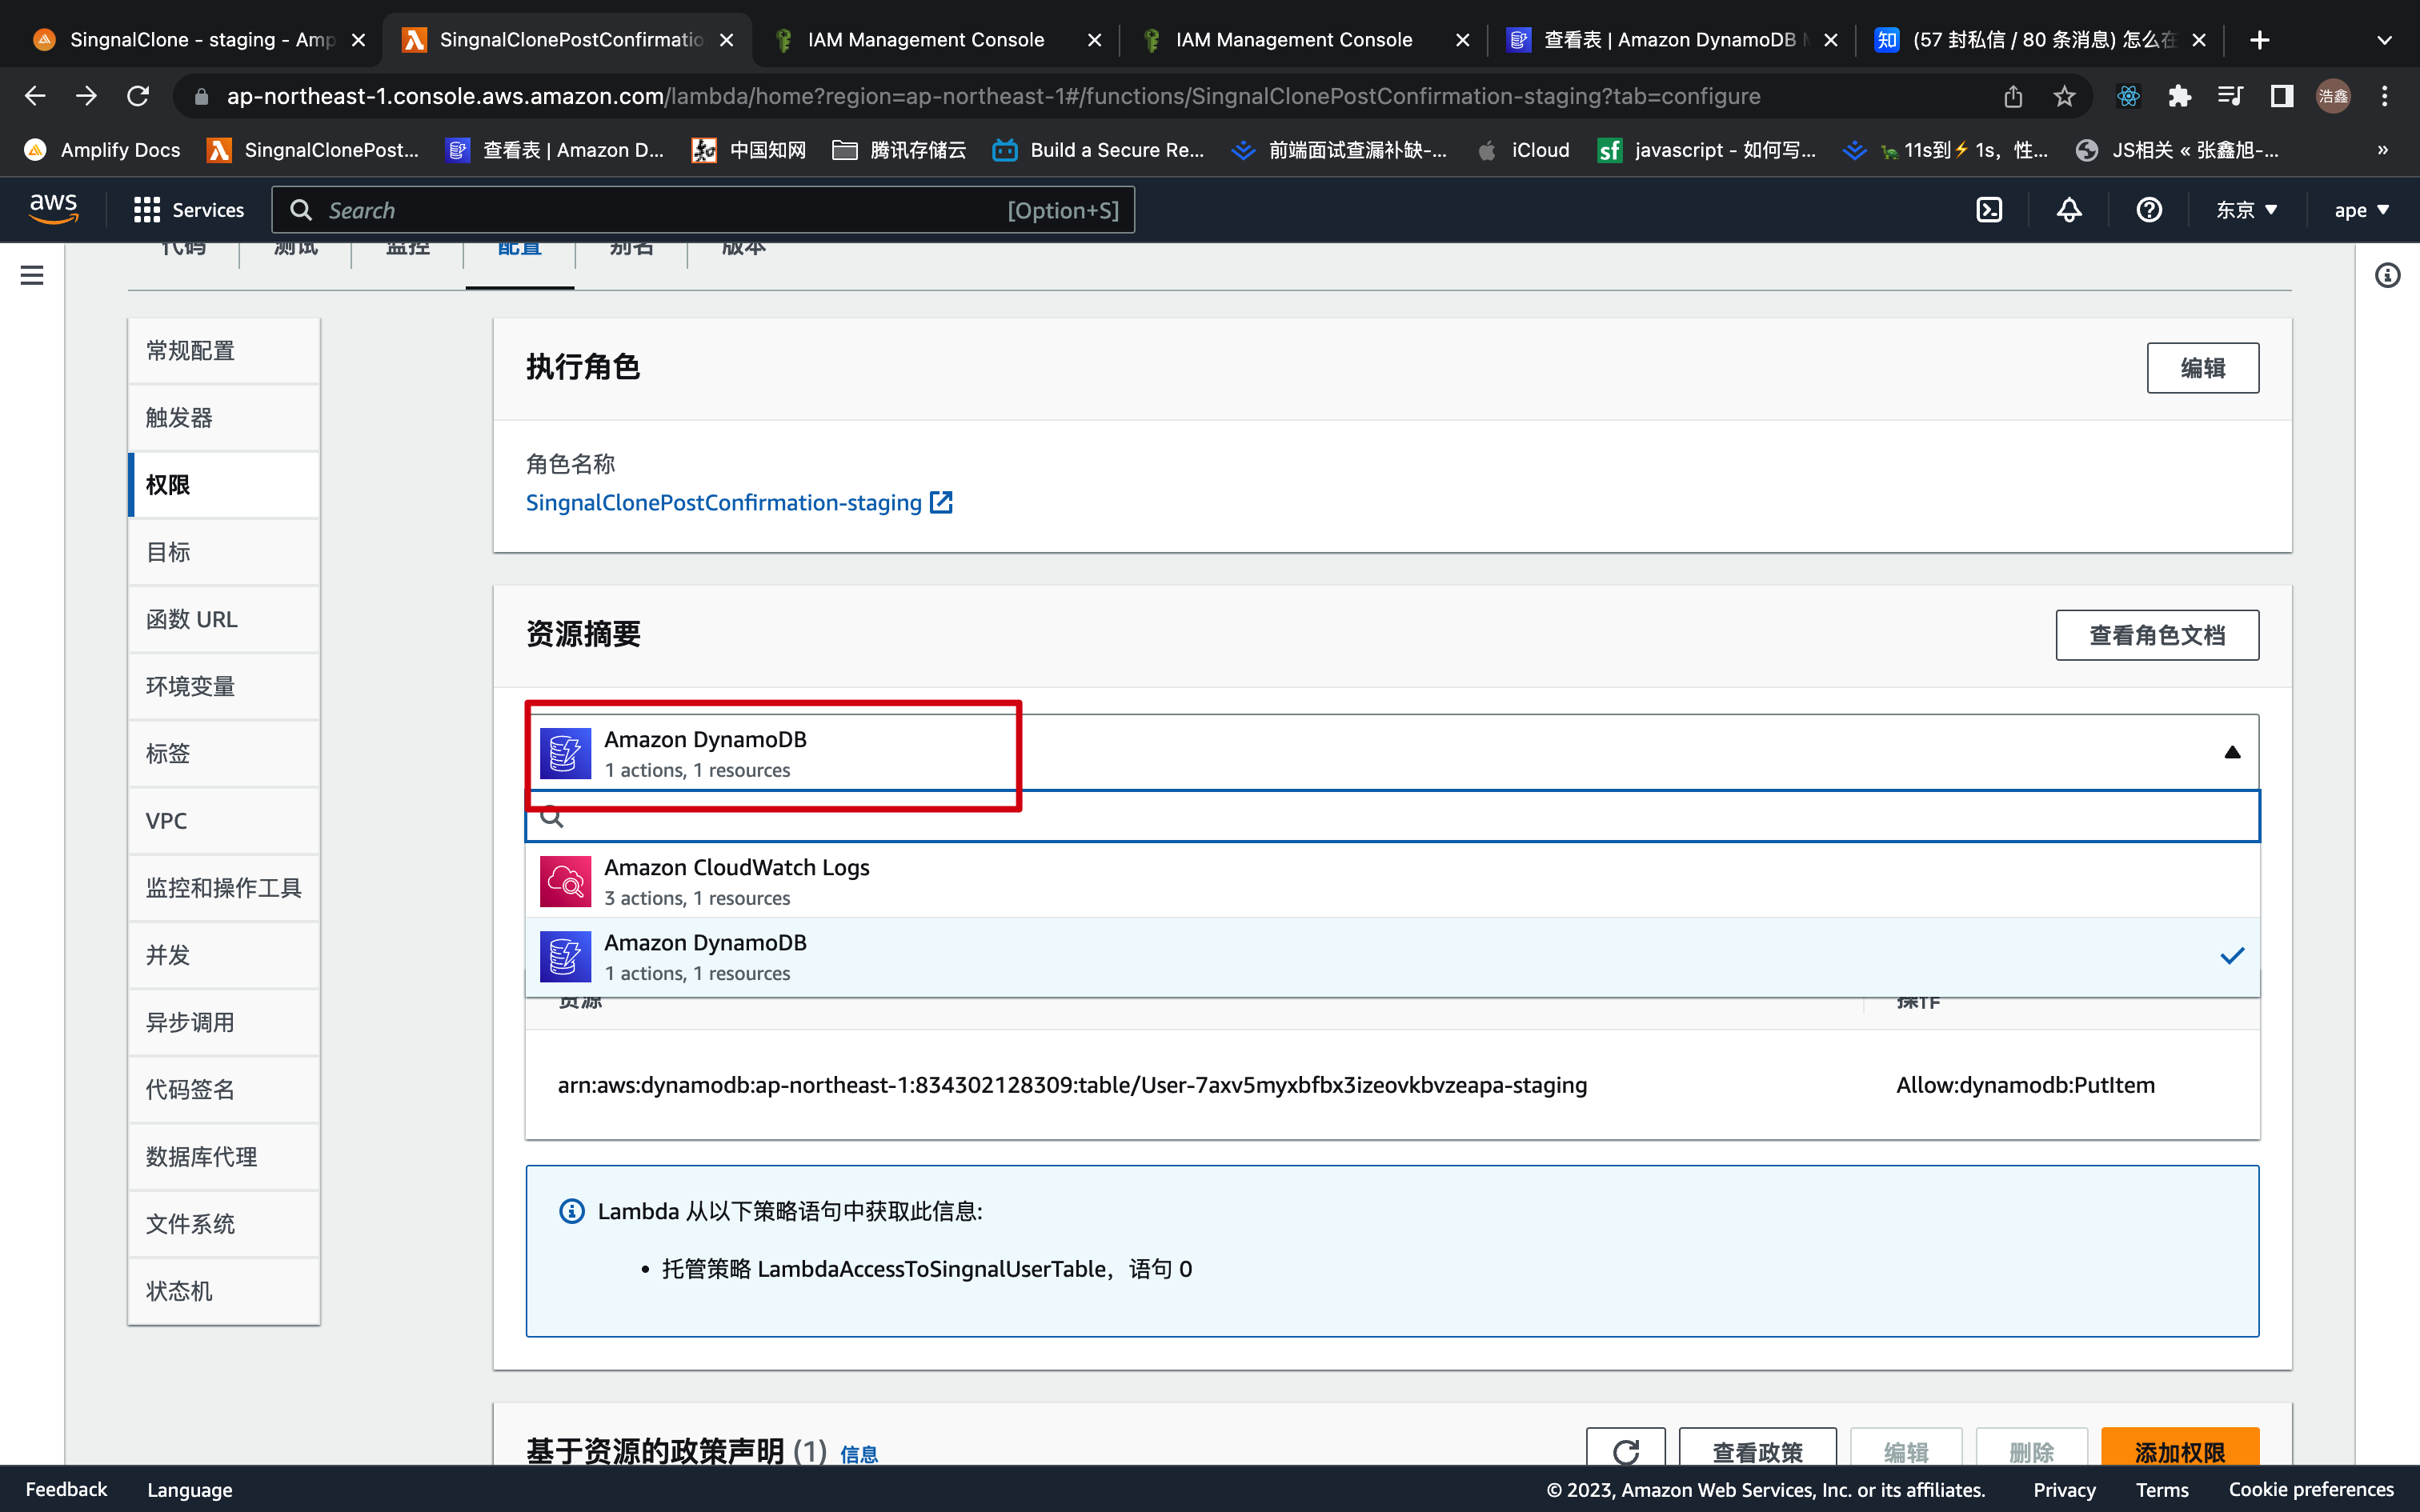 SingnalClone - staging - Amp
SingnalClonePostConfirmatio
IAM Management Console
IAM Management Console
查看表 | Amazon DynamoDB M
知 (57 封私信 / 80 条消息) 怎么在
ap-northeast-1.console.aws.amazon.com/lambda/home?region=ap-northeast-1#/functions/SingnalClonePostConfirmation-staging?tab=configure
浩鑫
Amplify Docs
SingnalClonePost...
查看表 | Amazon D...
中国知网
腾讯存储云
Build a Secure Re...
前端面试查漏补缺-...
iCloud
sf javascript - 如何写...
🐢 11s到⚡ 1s，性...
JS相关 « 张鑫旭-...
»
aws
Services
Search
[Option+S]
东京
ape
代码
测试
监控
配置
别名
版本
常规配置
触发器
权限
目标
函数 URL
环境变量
标签
VPC
监控和操作工具
并发
异步调用
代码签名
数据库代理
文件系统
状态机
执行角色
编辑
角色名称
SingnalClonePostConfirmation-staging
资源摘要
查看角色文档
Amazon DynamoDB
1 actions, 1 resources
Amazon CloudWatch Logs
3 actions, 1 resources
Amazon DynamoDB
1 actions, 1 resources
资源
操作
arn:aws:dynamodb:ap-northeast-1:834302128309:table/User-7axv5myxbfbx3izeovkbvzeapa-staging
Allow:dynamodb:PutItem
Lambda 从以下策略语句中获取此信息:
• 托管策略 LambdaAccessToSingnalUserTable，语句 0
基于资源的政策声明 (1) 信息
查看政策
编辑
删除
添加权限
Feedback
Language
© 2023, Amazon Web Services, Inc. or its affiliates.
Privacy
Terms
Cookie preferences